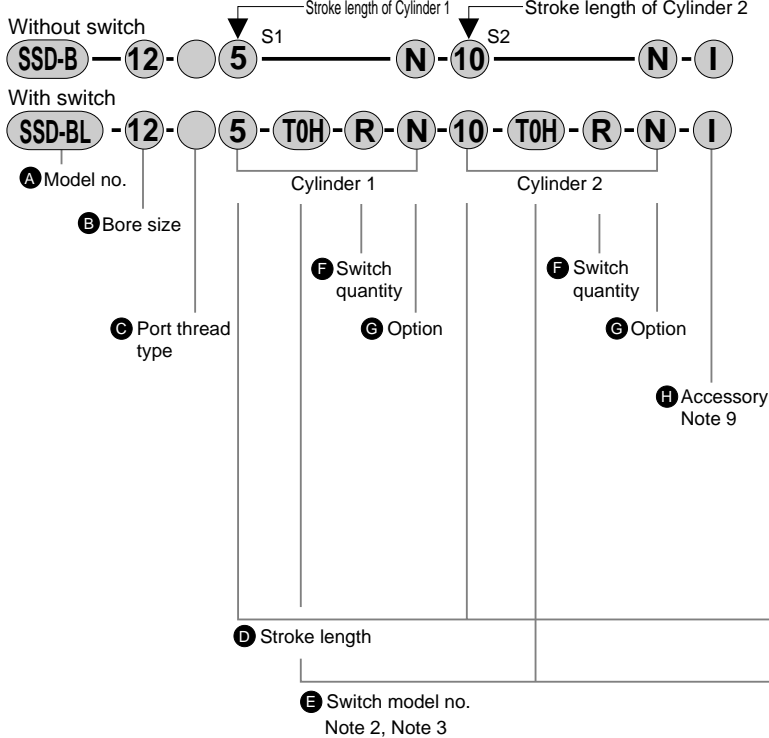 Stroke length of Cylinder 1 Stroke length of Cylinder 2
Without switch S1 S2
SSD-B 12 5 N - 10 N - I
With switch
SSD-BL - 12 - 5 - T0H - R - N - 10 - T0H - R - N - I
A Model no. Cylinder 1 Cylinder 2
B Bore size
F Switch quantity F Switch quantity
C Port thread type G Option G Option
H Accessory
Note 9
D Stroke length
E Switch model no.
Note 2, Note 3